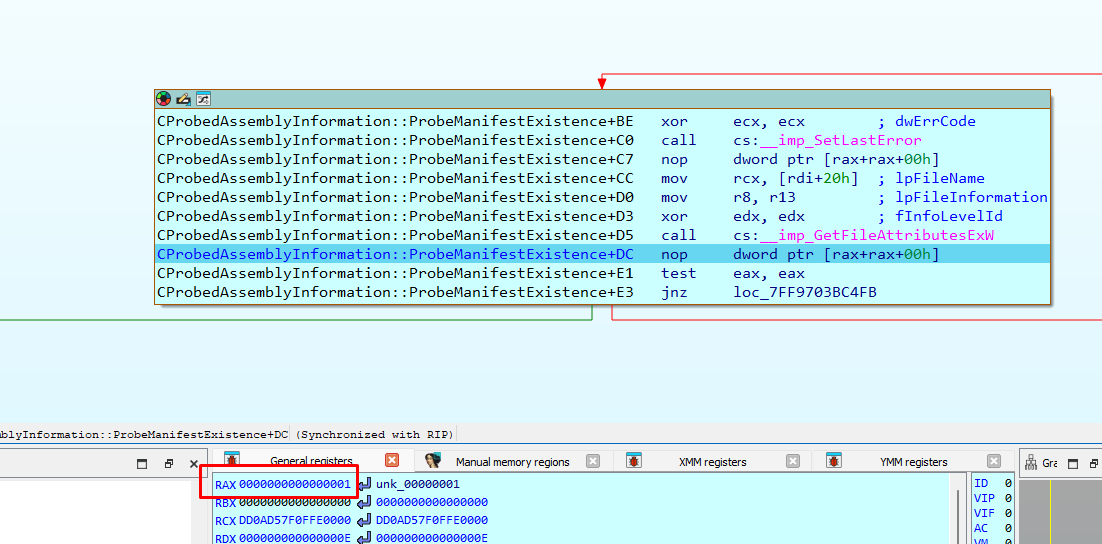 CProbedAssemblyInformation::ProbeManifestExistence+BE xor ecx, ecx ; dwErrCode
CProbedAssemblyInformation::ProbeManifestExistence+C0 call cs:__imp_SetLastError
CProbedAssemblyInformation::ProbeManifestExistence+C7 nop dword ptr [rax+rax+00h]
CProbedAssemblyInformation::ProbeManifestExistence+CC mov rcx, [rdi+20h] ; lpFileName
CProbedAssemblyInformation::ProbeManifestExistence+D0 mov r8, r13 ; lpFileInformation
CProbedAssemblyInformation::ProbeManifestExistence+D3 xor edx, edx ; fInfoLevelId
CProbedAssemblyInformation::ProbeManifestExistence+D5 call cs:__imp_GetFileAttributesExW
CProbedAssemblyInformation::ProbeManifestExistence+DC nop dword ptr [rax+rax+00h]
CProbedAssemblyInformation::ProbeManifestExistence+E1 test eax, eax
CProbedAssemblyInformation::ProbeManifestExistence+E3 jnz loc_7FF9703BC4FB
blyInformation::ProbeManifestExistence+DC (Synchronized with RIP)
General registers Manual memory regions XMM registers YMM registers Gra
RAX 0000000000000001 unk_00000001
RBX 0000000000000000 0000000000000000
RCX DD0AD57F0FFE0000 DD0AD57F0FFE0000
RDX 000000000000000E 000000000000000E
ID 0
VIP 0
VIF 0
AC 0
VM 0